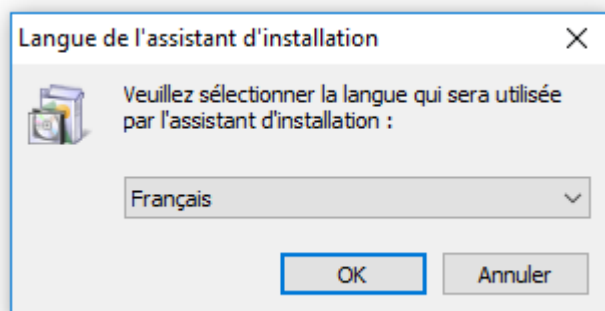 Langue de l'assistant d'installation
Veuillez sélectionner la langue qui sera utilisée
par l'assistant d'installation :
Français
OK
Annuler